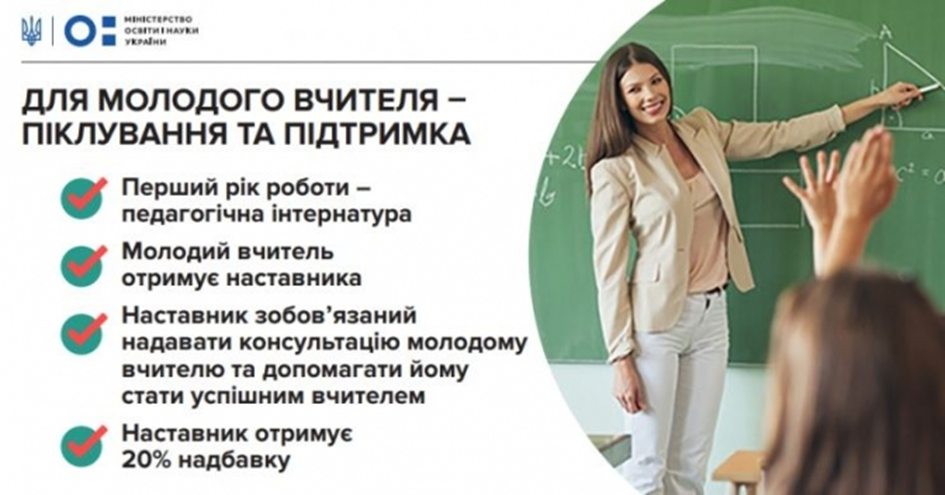 МІНІСТЕРСТВО
ОСВІТИ І НАУКИ
УКРАЇНИ
ДЛЯ МОЛОДОГО ВЧИТЕЛЯ –
ПІКЛУВАННЯ ТА ПІДТРИМКА
Перший рік роботи –
педагогічна інтернатура
Молодий вчитель
отримує наставника
Наставник зобов’язаний
надавати консультацію молодому
вчителю та допомагати йому
стати успішним вчителем
Наставник отримує
20% надбавку
A
b